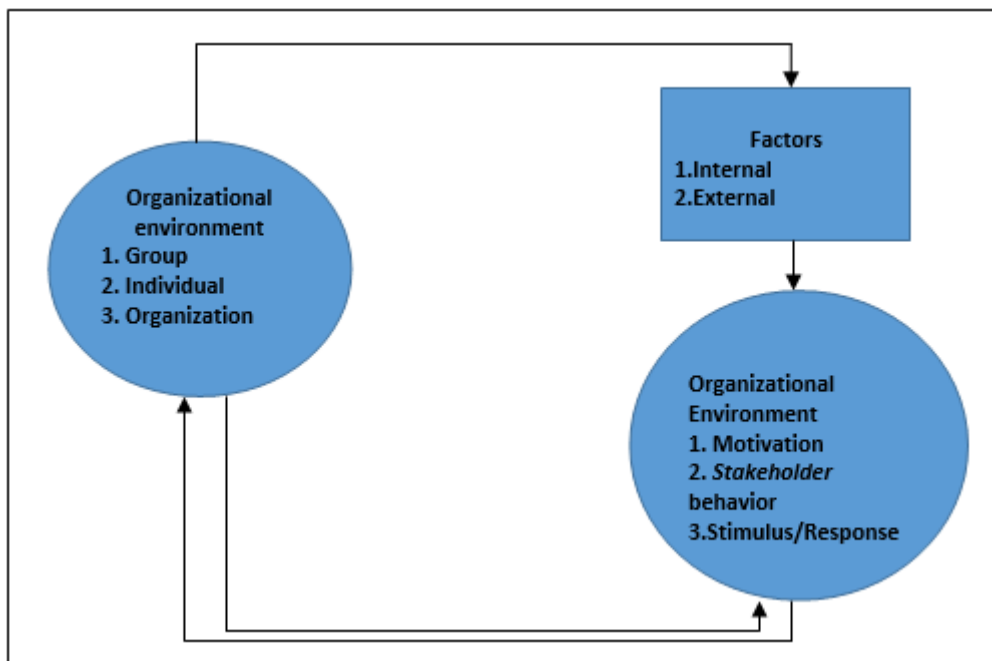 Organizational
environment
1. Group
2. Individual
3. Organization
Factors
1.Internal
2.External
Organizational
Environment
1. Motivation
2. Stakeholder
behavior
3.Stimulus/Response